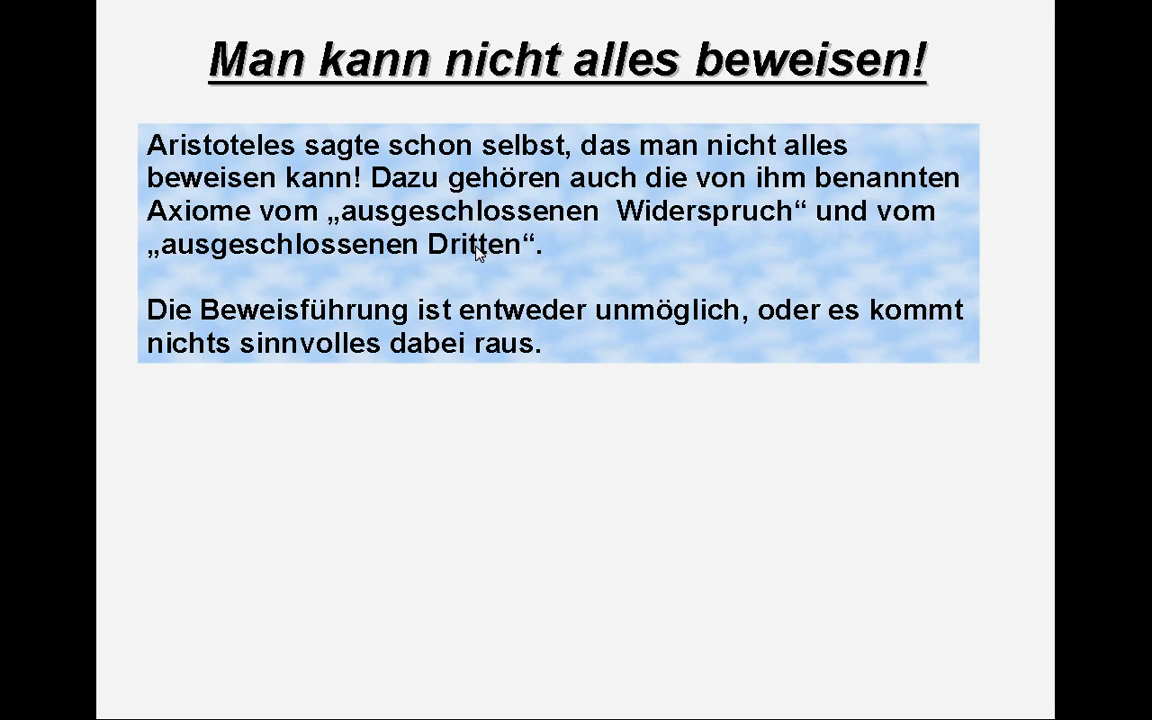 Man kann nicht alles beweisen!
Aristoteles sagte schon selbst, das man nicht alles
beweisen kann! Dazu gehören auch die von ihm benannten
Axiome vom „ausgeschlossenen  Widerspruch“ und vom
„ausgeschlossenen Dritten“.
Die Beweisführung ist entweder unmöglich, oder es kommt
nichts sinnvolles dabei raus.